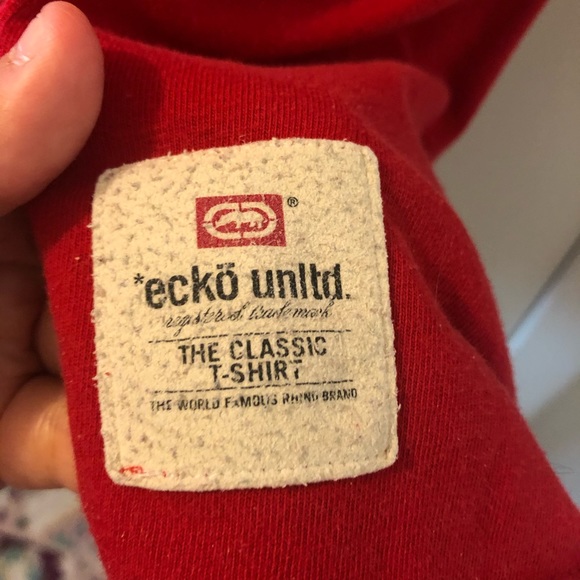 ®
*eckō unltd.
registered trademark
THE CLASSIC
T-SHIRT
THE WORLD FAMOUS RHINO BRAND